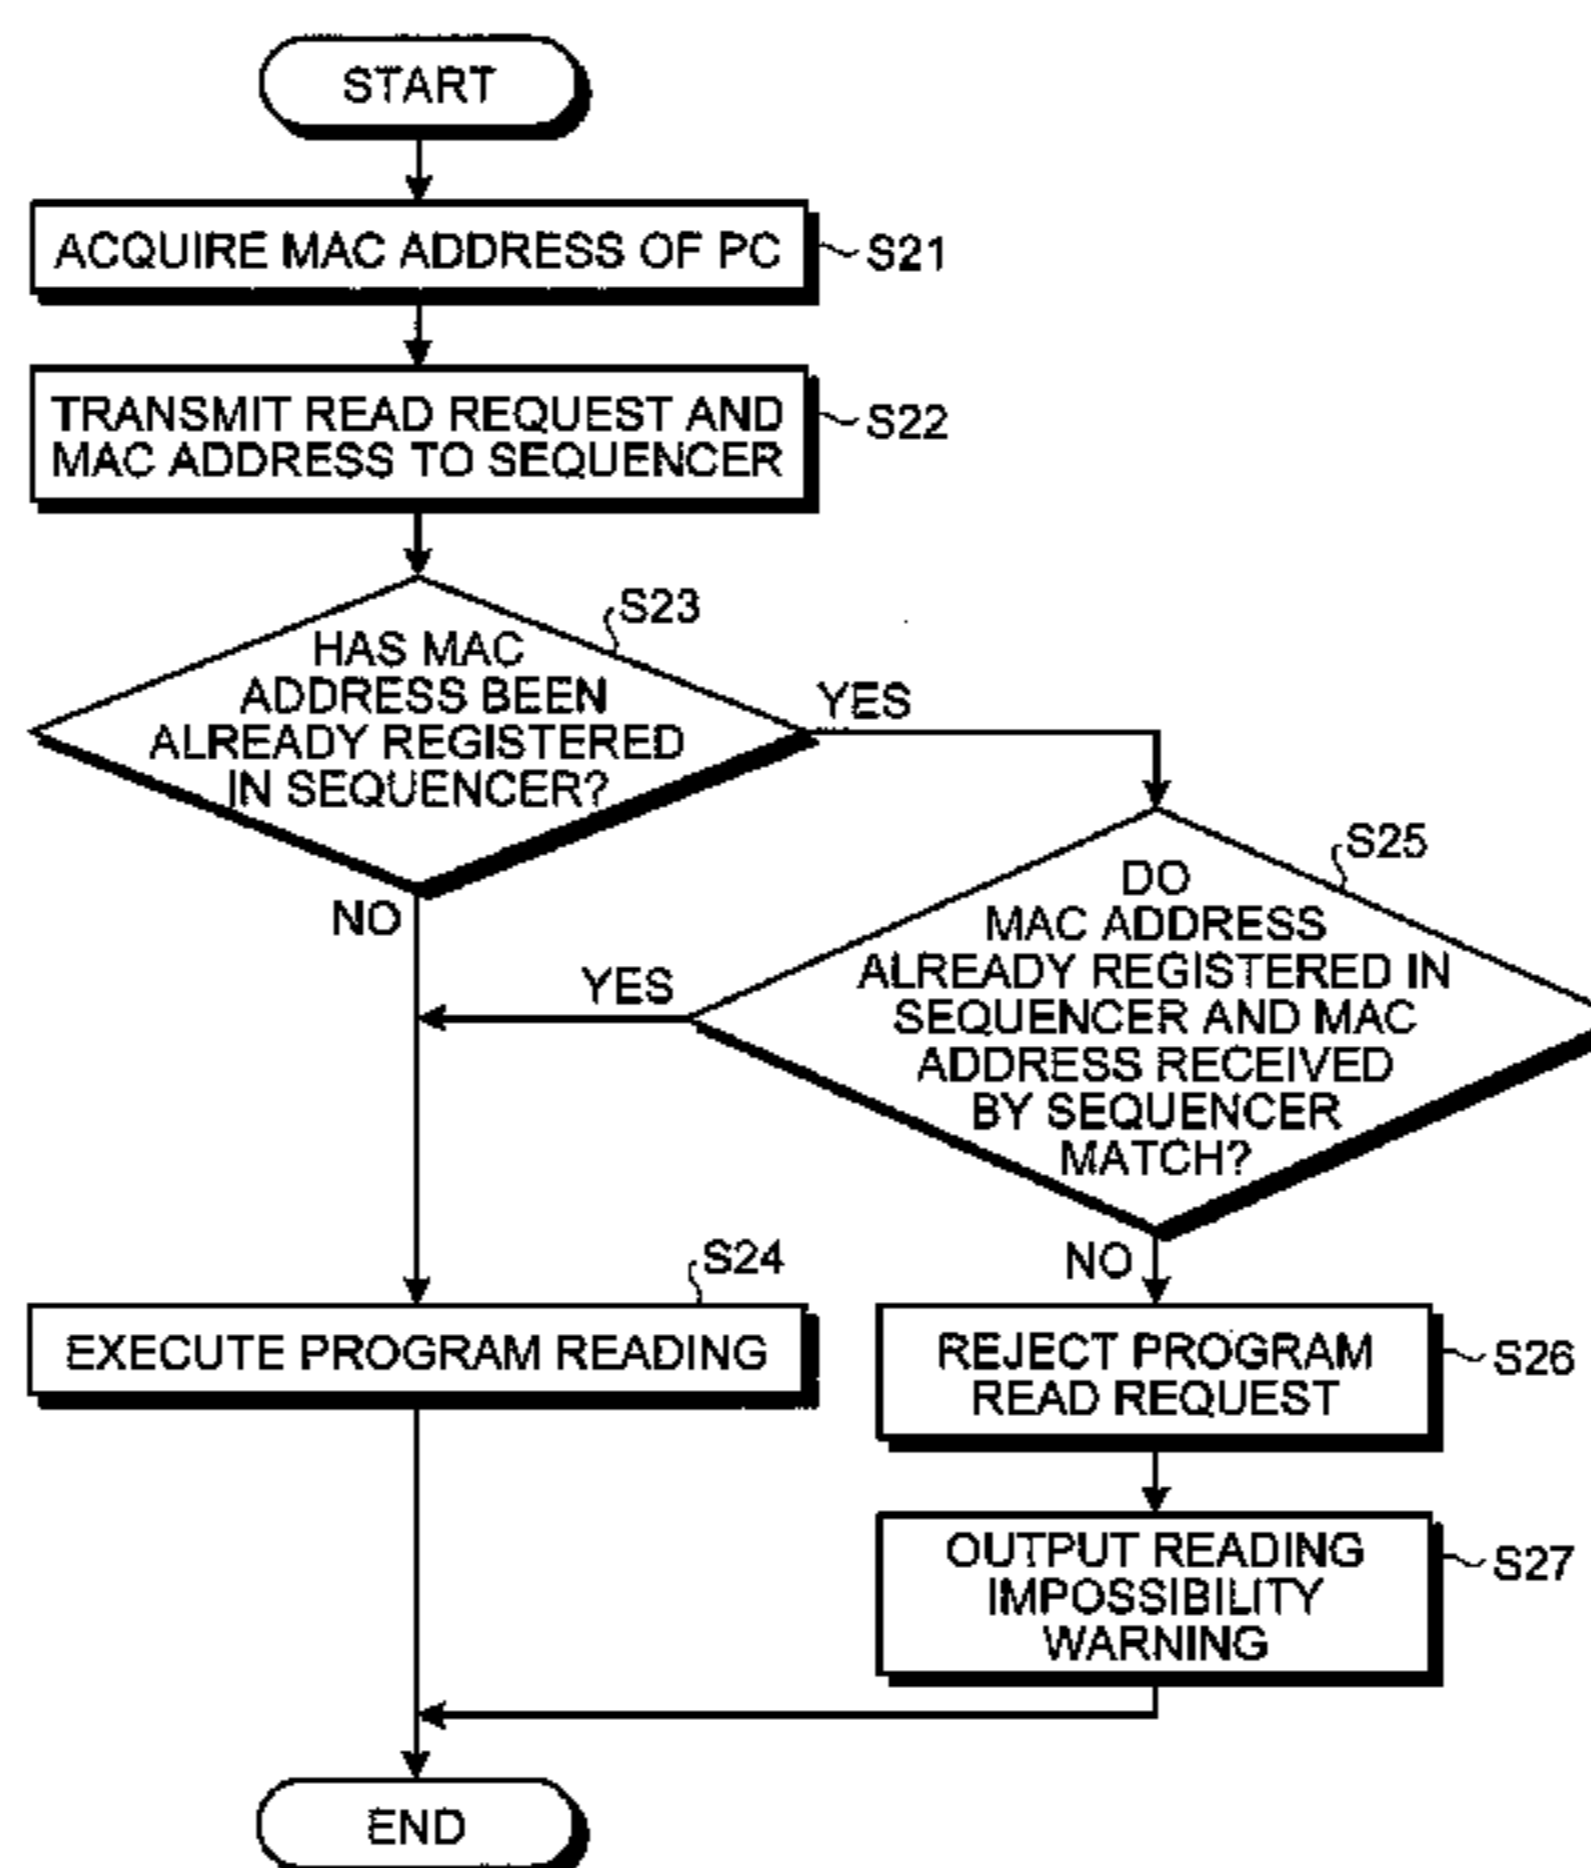 START
ACQUIRE MAC ADDRESS OF PC
S21
TRANSMIT READ REQUEST AND
MAC ADDRESS TO SEQUENCER
S22
S23
HAS MAC
ADDRESS BEEN
ALREADY REGISTERED
IN SEQUENCER?
YES
NO
S25
DO
MAC ADDRESS
ALREADY REGISTERED IN
SEQUENCER AND MAC
ADDRESS RECEIVED
BY SEQUENCER
MATCH?
YES
NO
S24
EXECUTE PROGRAM READING
REJECT PROGRAM
READ REQUEST
S26
OUTPUT READING
IMPOSSIBILITY
WARNING
S27
END